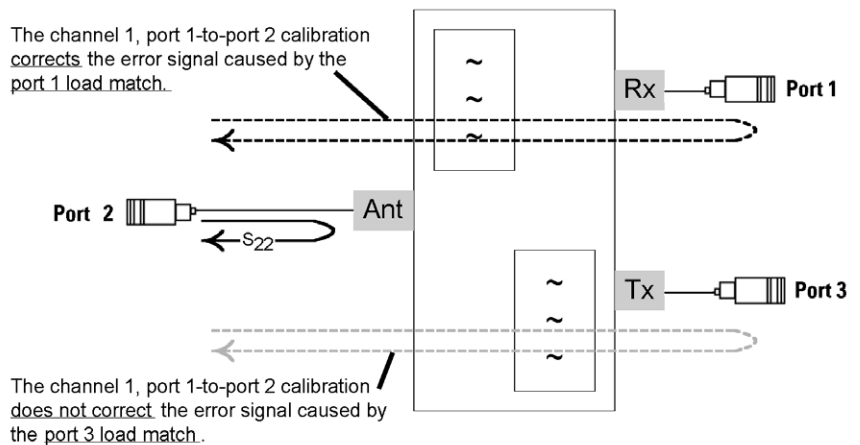 The channel 1, port 1-to-port 2 calibration
corrects the error signal caused by the
port 1 load match.
~
~
~
Rx
Port 1
Port 2
Ant
S22
~
~
~
Tx
Port 3
The channel 1, port 1-to-port 2 calibration
does not correct the error signal caused by
the port 3 load match.